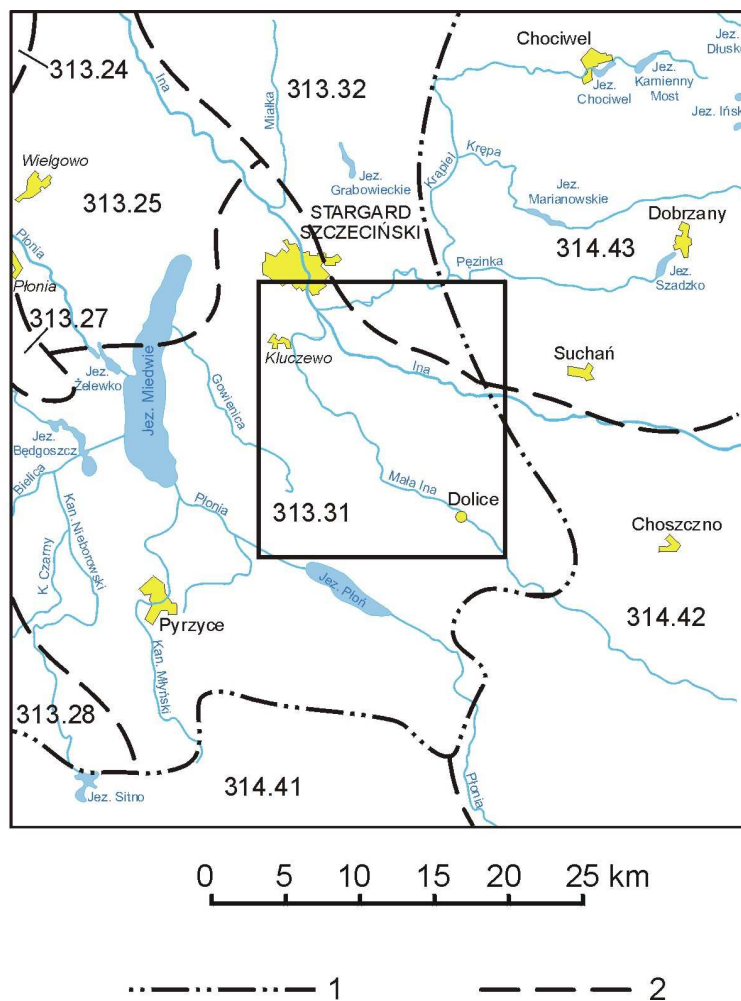 Chociwel
Jez.
Dłusko
313.24
Ina
313.32
Miałka
Jez.
Chociwel
Jez.
Kamienny
Most
Jez. Ińsk
Wielgowo
Jez.
Grabowieckie
Krąpiel
Krępa
Jez.
Marianowskie
313.25
STARGARD
SZCZECIŃSKI
Dobrzany
314.43
Płonia
Pęzinka
Jez.
Szadzko
Płonia
313.27
Jez. Miedwie
Kluczewo
Suchań
Jez.
Żelewko
Gowienica
Ina
Jez.
Będgoszcz
Bielica
Mała Ina
Płonia
313.31
Dolice
Kan. Nieborowski
K. Czarny
Choszczno
Jez. Płoń
Pyrzyce
314.42
Kan. Młyński
313.28
314.41
Płonia
Jez. Sitno
0 5 10 15 20 25 km
1 2